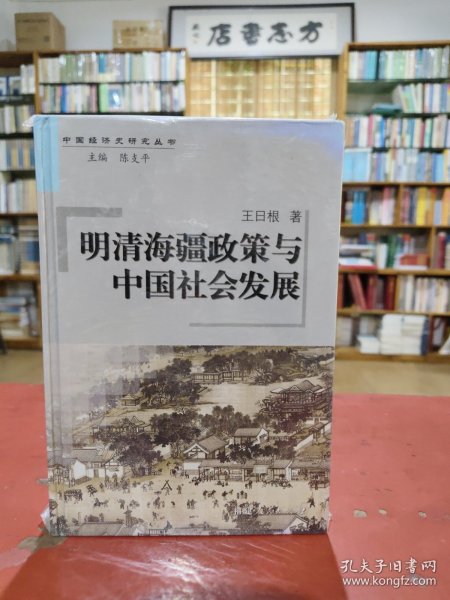 店書志方
中国经济史研究丛书
主编 陈支平
王日根 著
明清海疆政策与
中国社会发展
孔夫子旧书网
www.kongfz.com